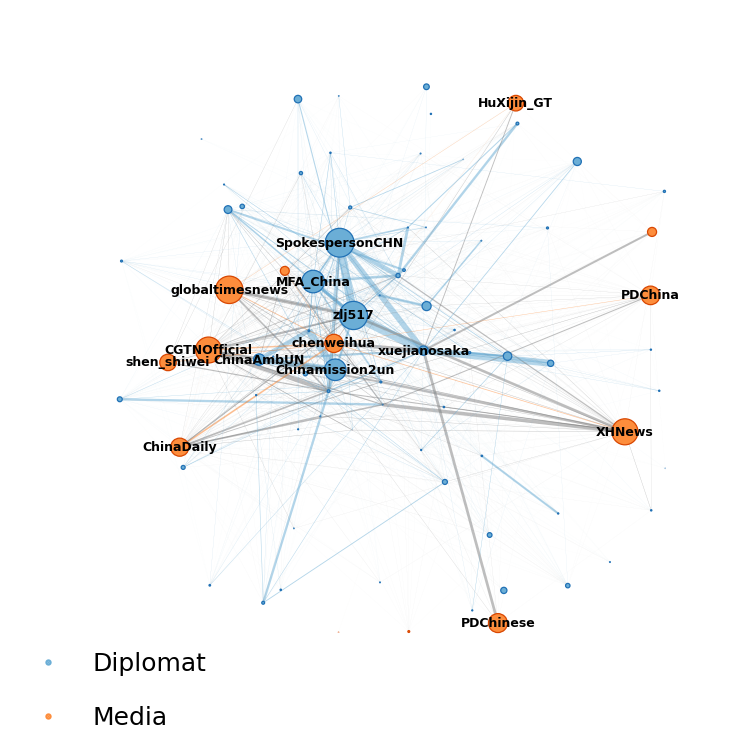 HuXijin_GT
SpokespersonCHN
MFA_China
globaltimesnews
PDChina
zlj517
chenweihua
CGTNOfficial
xuejianosaka
shen_shiwei
ChinaAmbUN
Chinamission2un
XHNews
ChinaDaily
PDChinese
Diplomat
Media